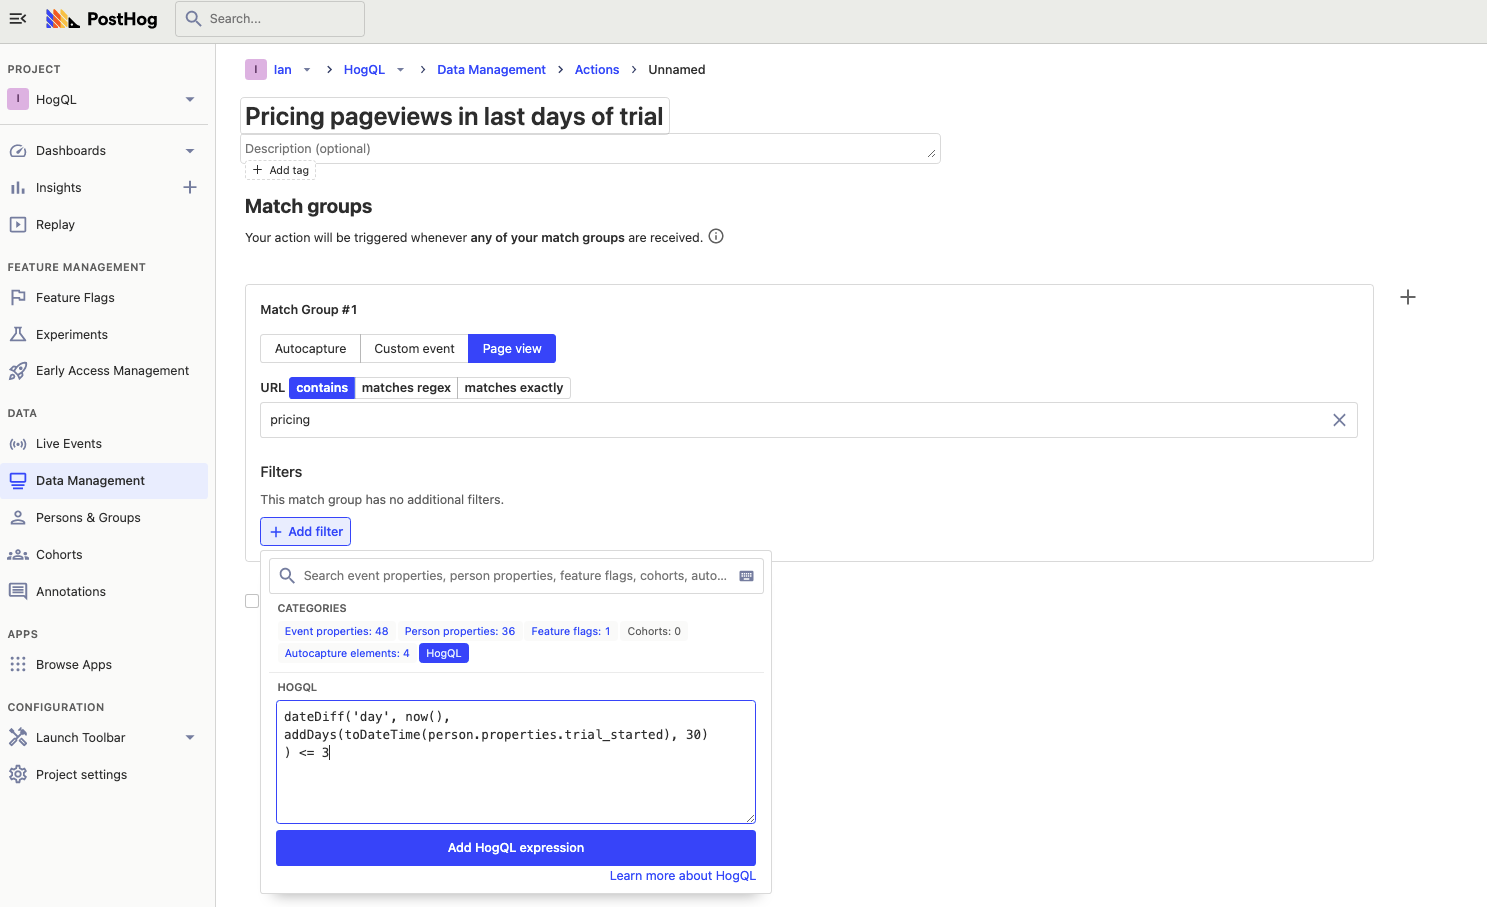 PostHog
Search...
PROJECT
I
HogQL
Dashboards
Insights
Replay
FEATURE MANAGEMENT
Feature Flags
Experiments
Early Access Management
DATA
Live Events
Data Management
Persons & Groups
Cohorts
Annotations
APPS
Browse Apps
CONFIGURATION
Launch Toolbar
Project settings
I Ian > HogQL > Data Management > Actions > Unnamed
Pricing pageviews in last days of trial
Description (optional)
+ Add tag
Match groups
Your action will be triggered whenever any of your match groups are received.
Match Group #1
Autocapture Custom event Page view
URL contains matches regex matches exactly
pricing
Filters
This match group has no additional filters.
+ Add filter
Search event properties, person properties, feature flags, cohorts, auto...
CATEGORIES
Event properties: 48 Person properties: 36 Feature flags: 1 Cohorts: 0
Autocapture elements: 4 HogQL
HOGQL
dateDiff('day', now(),
addDays(toDateTime(person.properties.trial_started), 30)
) <= 3
Add HogQL expression
Learn more about HogQL